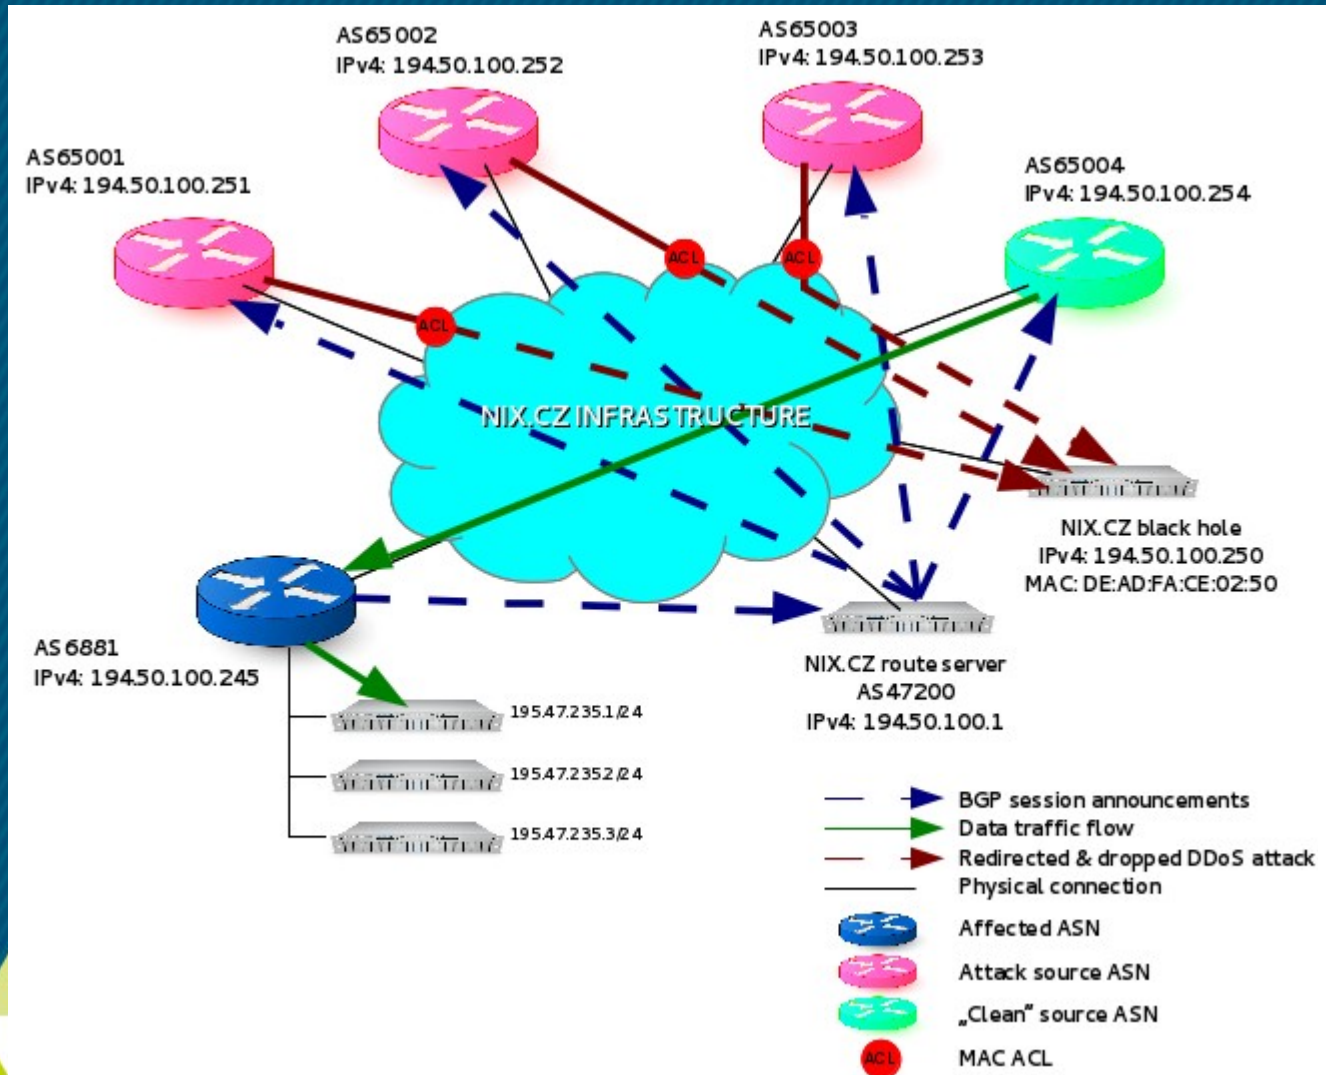 AS65002
IPv4: 194.50.100.252
AS65003
IPv4: 194.50.100.253
AS65001
IPv4: 194.50.100.251
AS65004
IPv4: 194.50.100.254
ACL
ACL
ACL
NIX.CZ INFRASTRUCTURE
NIX.CZ black hole
IPv4: 194.50.100.250
MAC: DE:AD:FA:CE:02:50
AS6881
IPv4: 194.50.100.245
NIX.CZ route server
AS47200
IPv4: 194.50.100.1
195.47.235.1/24
195.47.2352/24
195.47.235.3/24
BGP session announcements
Data traffic flow
Redirected & dropped DDoS attack
Physical connection
Affected ASN
Attack source ASN
„Clean" source ASN
ACL MAC ACL